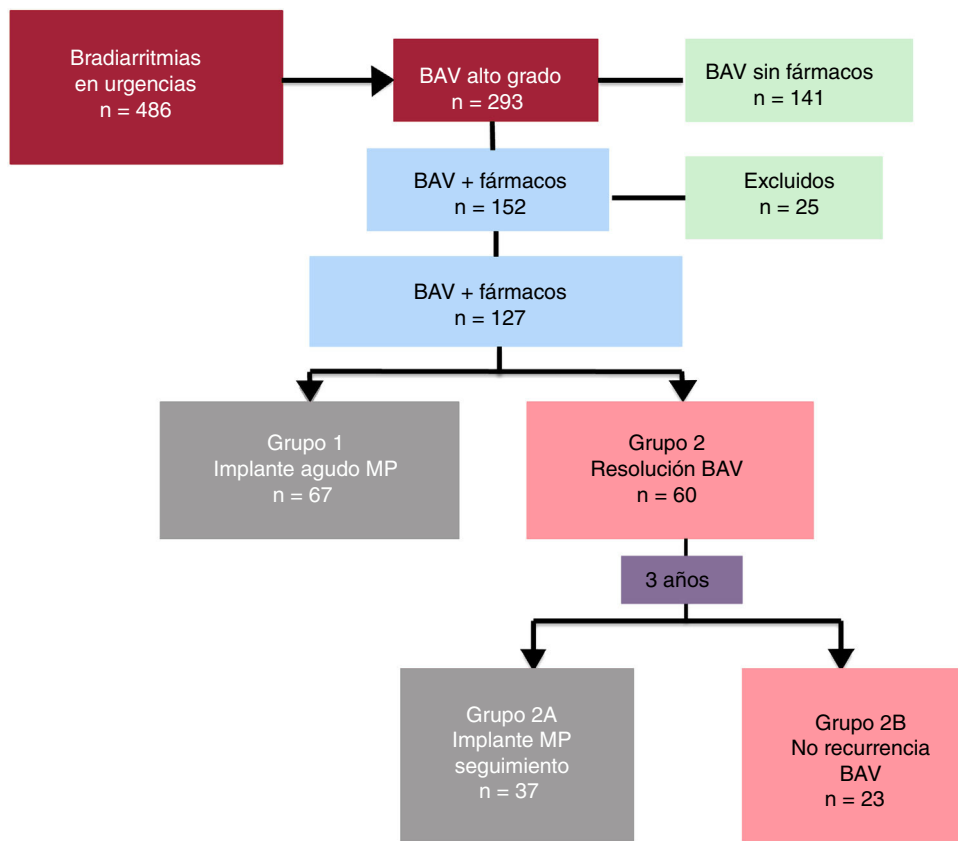 Bradiarritmias
en urgencias
n = 486
BAV alto grado
n = 293
BAV sin fármacos
n = 141
BAV + fármacos
n = 152
Excluidos
n = 25
BAV + fármacos
n = 127
Grupo 1
Implante agudo MP
n = 67
Grupo 2
Resolución BAV
n = 60
3 años
Grupo 2A
Implante MP
seguimiento
n = 37
Grupo 2B
No recurrencia
BAV
n = 23